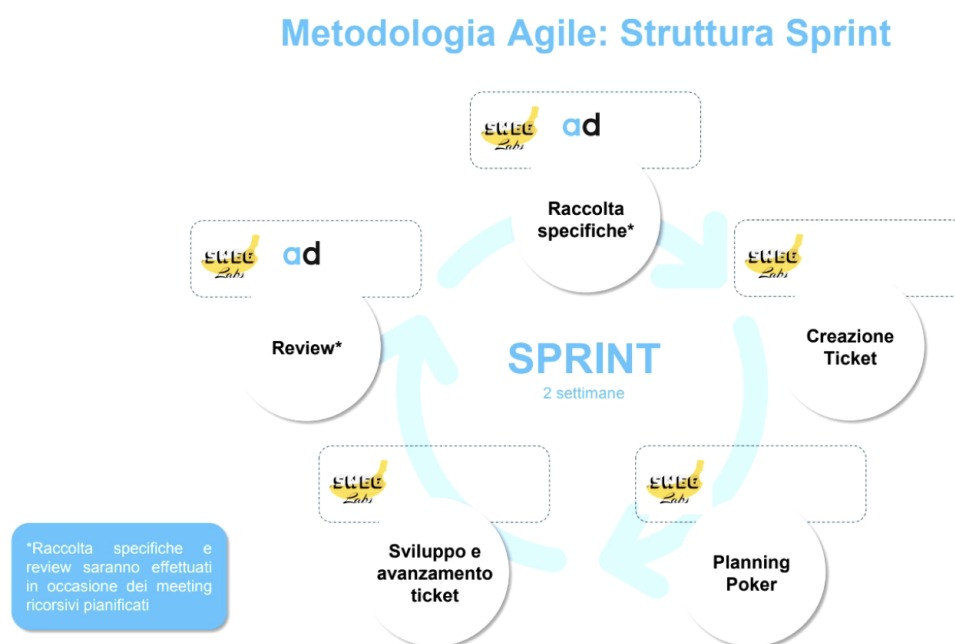 Metodologia Agile: Struttura Sprint
SWEG
Labs
ad
Raccolta
specifiche*
SWEG
Labs
ad
Review*
SWEG
Labs
Creazione
Ticket
SPRINT
2 settimane
SWEG
Labs
Sviluppo e
avanzamento
ticket
SWEG
Labs
Planning
Poker
*Raccolta specifiche e
review saranno effettuati
in occasione dei meeting
ricorsivi pianificati